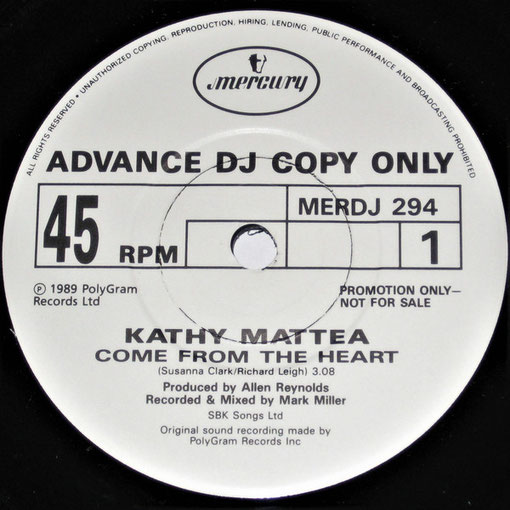 ALL RIGHTS RESERVED • UNAUTHORIZED COPYING, REPRODUCTION, HIRING, LENDING, PUBLIC PERFORMANCE AND BROADCASTING PROHIBITED
mercury
ADVANCE DJ COPY ONLY
45 RPM
MERDJ 294
1
Ⓟ 1989 PolyGram
Records Ltd
PROMOTION ONLY—
NOT FOR SALE
KATHY MATTEA
COME FROM THE HEART
(Susanna Clark/Richard Leigh) 3.08
Produced by Allen Reynolds
Recorded & Mixed by Mark Miller
SBK Songs Ltd
Original sound recording made by
PolyGram Records Inc